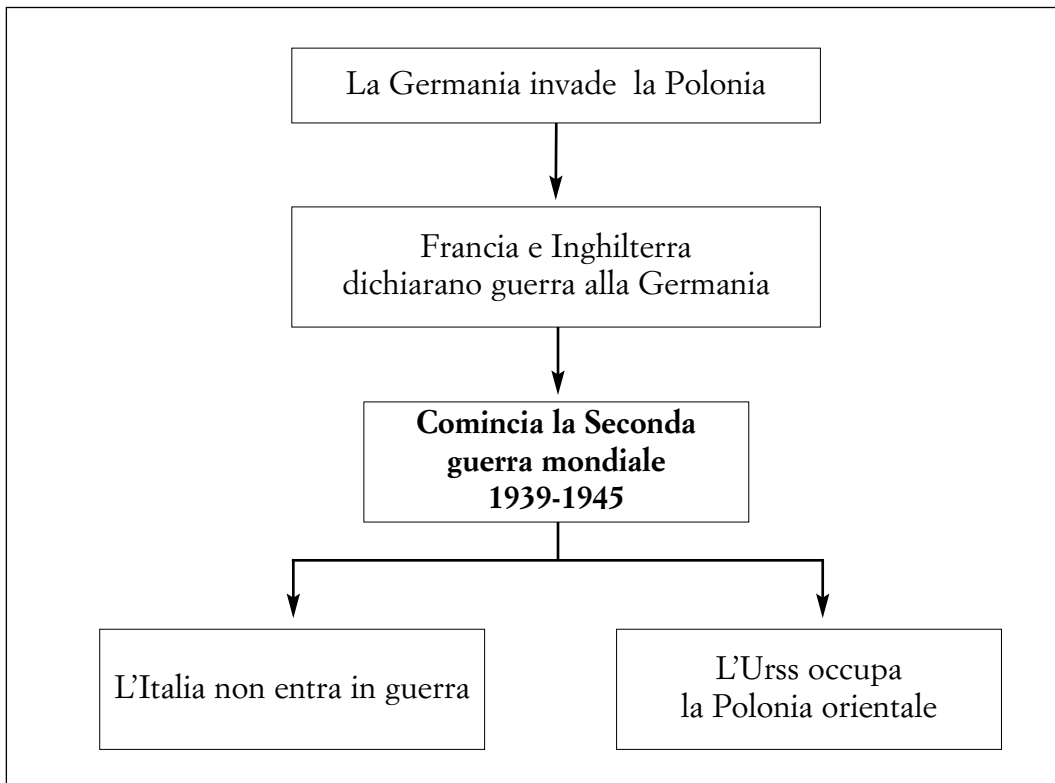 La Germania invade la Polonia
Francia e Inghilterra
dichiarano guerra alla Germania
Comincia la Seconda
guerra mondiale
1939-1945
L'Italia non entra in guerra
L'Urss occupa
la Polonia orientale